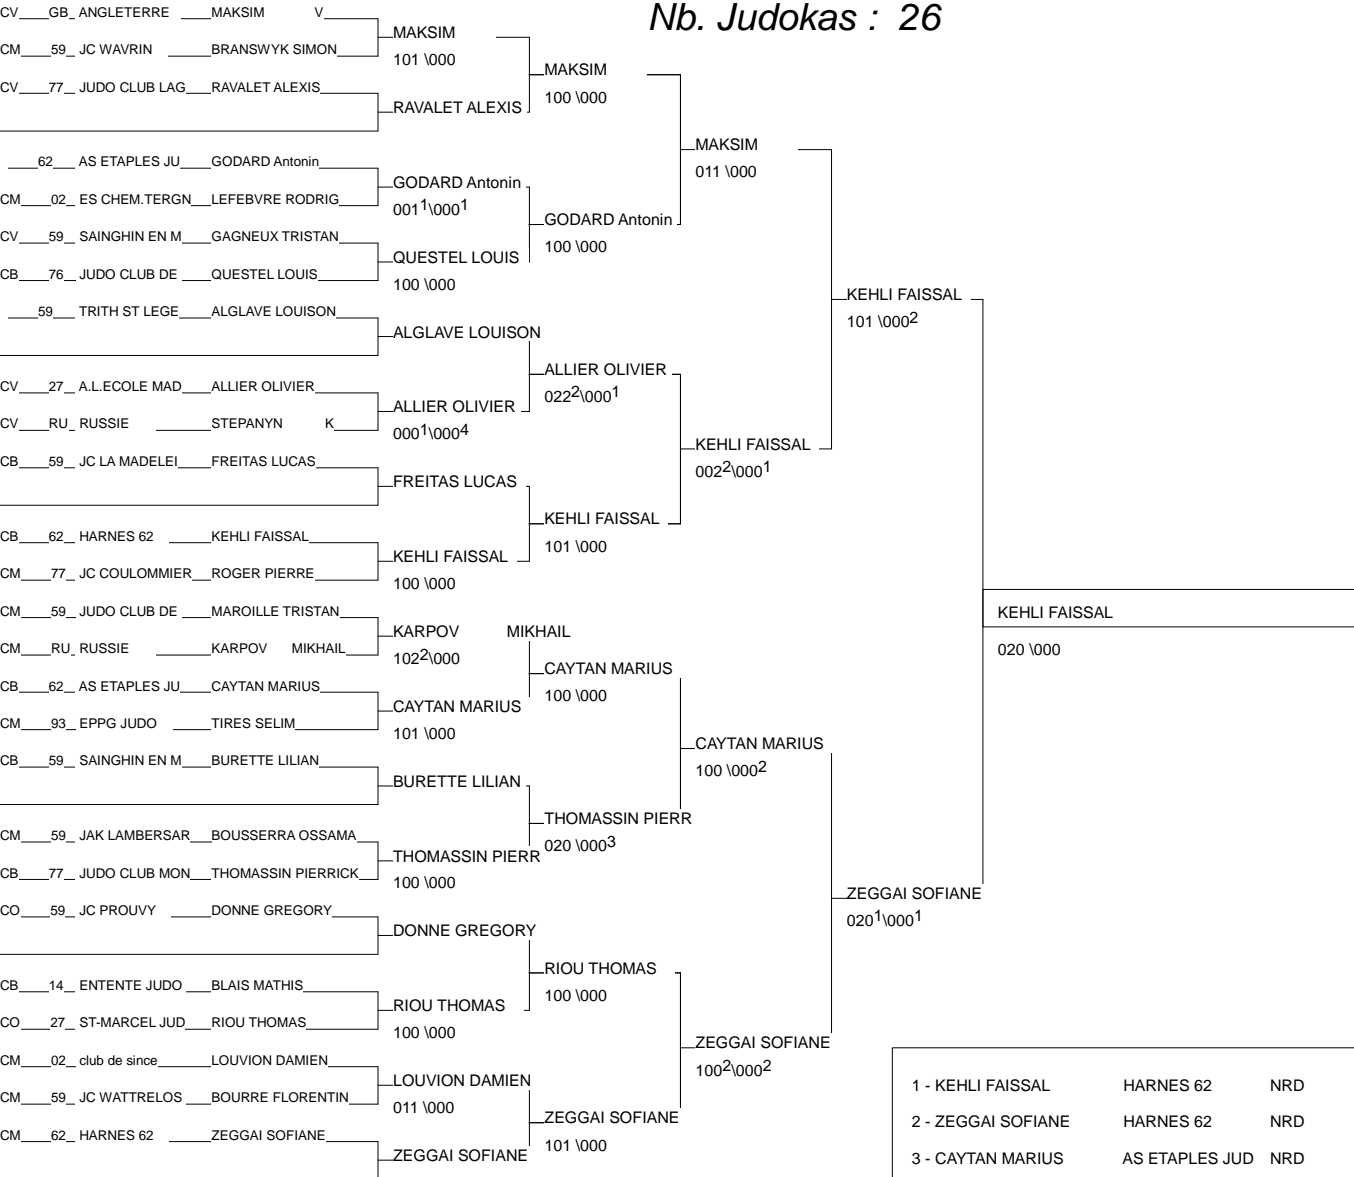 Nb. Judokas : 26
CV GB ANGLETERRE MAKSIM V
CM 59 JC WAVRIN BRANSWYK SIMON
CV 77 JUDO CLUB LAG RAVALET ALEXIS
62 AS ETAPLES JU GODARD Antonin
CM 02 ES CHEM.TERGN LEFEBVRE RODRIG
CV 59 SAINGHIN EN M GAGNEUX TRISTAN
CB 76 JUDO CLUB DE QUESTEL LOUIS
59 TRITH ST LEGE ALGLAVE LOUISON
CV 27 A.L.ECOLE MAD ALLIER OLIVIER
CV RU RUSSIE STEPANYN K
CB 59 JC LA MADELEI FREITAS LUCAS
CB 62 HARNES 62 KEHLI FAISSAL
CM 77 JC COULOMMIER ROGER PIERRE
CM 59 JUDO CLUB DE MAROILLE TRISTAN
CM RU RUSSIE KARPOV MIKHAIL
CB 62 AS ETAPLES JU CAYTAN MARIUS
CM 93 EPPG JUDO TIRES SELIM
CB 59 SAINGHIN EN M BURETTE LILIAN
CM 59 JAK LAMBERSAR BOUSSERRA OSSAMA
CB 77 JUDO CLUB MON THOMASSIN PIERRICK
CO 59 JC PROUVY DONNE GREGORY
CB 14 ENTENTE JUDO BLAIS MATHIS
CO 27 ST-MARCEL JUD RIOU THOMAS
CM 02 club de since LOUVION DAMIEN
CM 59 JC WATTRELOS BOURRE FLORENTIN
CM 62 HARNES 62 ZEGGAI SOFIANE
MAKSIM
101 \000
RAVALET ALEXIS
GODARD Antonin
001¹\000¹
QUESTEL LOUIS
100 \000
ALGLAVE LOUISON
ALLIER OLIVIER
000¹\000⁴
FREITAS LUCAS
KEHLI FAISSAL
100 \000
KARPOV MIKHAIL
102²\000
CAYTAN MARIUS
101 \000
BURETTE LILIAN
THOMASSIN PIERR
100 \000
DONNE GREGORY
RIOU THOMAS
100 \000
LOUVION DAMIEN
011 \000
ZEGGAI SOFIANE
MAKSIM
100 \000
GODARD Antonin
100 \000
ALLIER OLIVIER
022²\000¹
KEHLI FAISSAL
101 \000
CAYTAN MARIUS
100 \000
THOMASSIN PIERR
020 \000³
RIOU THOMAS
100 \000
ZEGGAI SOFIANE
101 \000
MAKSIM
011 \000
KEHLI FAISSAL
002²\000¹
CAYTAN MARIUS
100 \000²
ZEGGAI SOFIANE
100²\000²
KEHLI FAISSAL
101 \000²
ZEGGAI SOFIANE
020¹\000¹
KEHLI FAISSAL
020 \000
1 - KEHLI FAISSAL HARNES 62 NRD
2 - ZEGGAI SOFIANE HARNES 62 NRD
3 - CAYTAN MARIUS AS ETAPLES JUD NRD